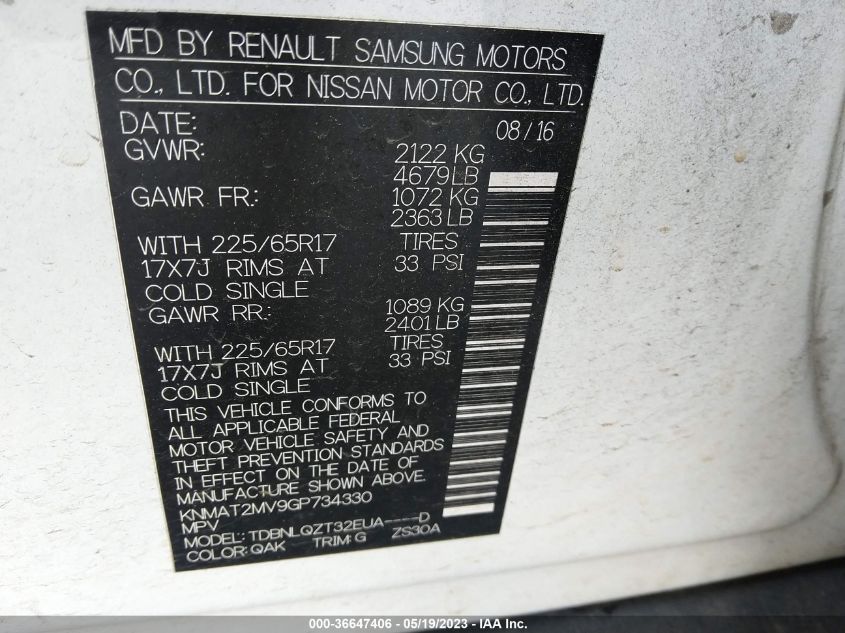 MFD BY RENAULT SAMSUNG MOTORS
CO., LTD. FOR NISSAN MOTOR CO., LTD.
DATE: 08/16
GVWR: 2122 KG
4679 LB
GAWR FR: 1072 KG
2363 LB
WITH 225/65R17 TIRES
17X7J RIMS AT 33 PSI
COLD SINGLE
GAWR RR: 1089 KG
2401 LB
WITH 225/65R17 TIRES
17X7J RIMS AT 33 PSI
COLD SINGLE
THIS VEHICLE CONFORMS TO
ALL APPLICABLE FEDERAL
MOTOR VEHICLE SAFETY AND
THEFT PREVENTION STANDARDS
IN EFFECT ON THE DATE OF
MANUFACTURE SHOWN ABOVE.
KNMAT2MV9GP734330
MPV
MODEL: TDBNLQZT32EUA----D
COLOR: QAK TRIM: G ZS30A
000-36647406 - 05/19/2023 - IAA Inc.